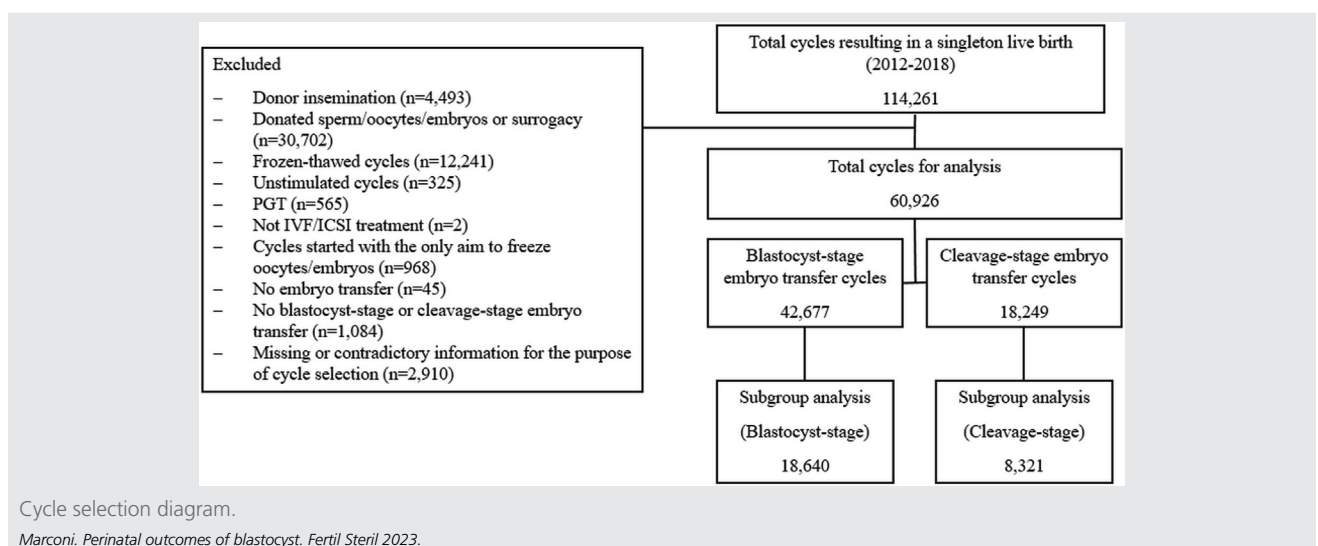 Excluded
– Donor insemination (n=4,493)
– Donated sperm/oocytes/embryos or surrogacy
(n=30,702)
– Frozen-thawed cycles (n=12,241)
– Unstimulated cycles (n=325)
– PGT (n=565)
– Not IVF/ICSI treatment (n=2)
– Cycles started with the only aim to freeze
oocytes/embryos (n=968)
– No embryo transfer (n=45)
– No blastocyst-stage or cleavage-stage embryo
transfer (n=1,084)
– Missing or contradictory information for the purpose
of cycle selection (n=2,910)
Total cycles resulting in a singleton live birth
(2012-2018)
114,261
Total cycles for analysis
60,926
Blastocyst-stage
embryo transfer cycles
42,677
Cleavage-stage embryo
transfer cycles
18,249
Subgroup analysis
(Blastocyst-stage)
18,640
Subgroup analysis
(Cleavage-stage)
8,321
Cycle selection diagram.
Marconi. Perinatal outcomes of blastocyst. Fertil Steril 2023.